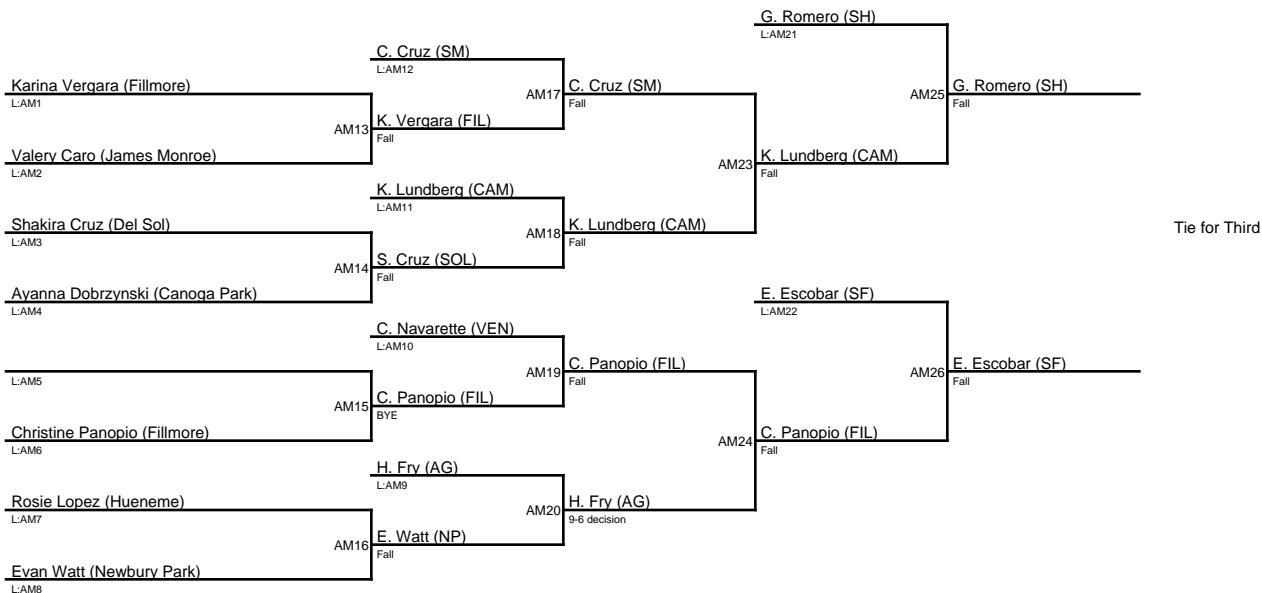 G. Romero (SH)
L:AM21
C. Cruz (SM)
L:AM12
Karina Vergara (Fillmore)
L:AM1
AM17
C. Cruz (SM)
Fall
AM25
G. Romero (SH)
Fall
AM13
K. Vergara (FIL)
Fall
Valery Caro (James Monroe)
L:AM2
AM23
K. Lundberg (CAM)
Fall
K. Lundberg (CAM)
L:AM11
Shakira Cruz (Del Sol)
L:AM3
AM18
K. Lundberg (CAM)
Fall
Tie for Third
AM14
S. Cruz (SOL)
Fall
Ayanna Dobrzynski (Canoga Park)
L:AM4
E. Escobar (SF)
L:AM22
C. Navarette (VEN)
L:AM10
L:AM5
AM19
C. Panopio (FIL)
Fall
AM26
E. Escobar (SF)
Fall
AM15
C. Panopio (FIL)
BYE
Christine Panopio (Fillmore)
L:AM6
AM24
C. Panopio (FIL)
Fall
H. Fry (AG)
L:AM9
Rosie Lopez (Hueneme)
L:AM7
AM20
H. Fry (AG)
9-6 decision
AM16
E. Watt (NP)
Fall
Evan Watt (Newbury Park)
L:AM8